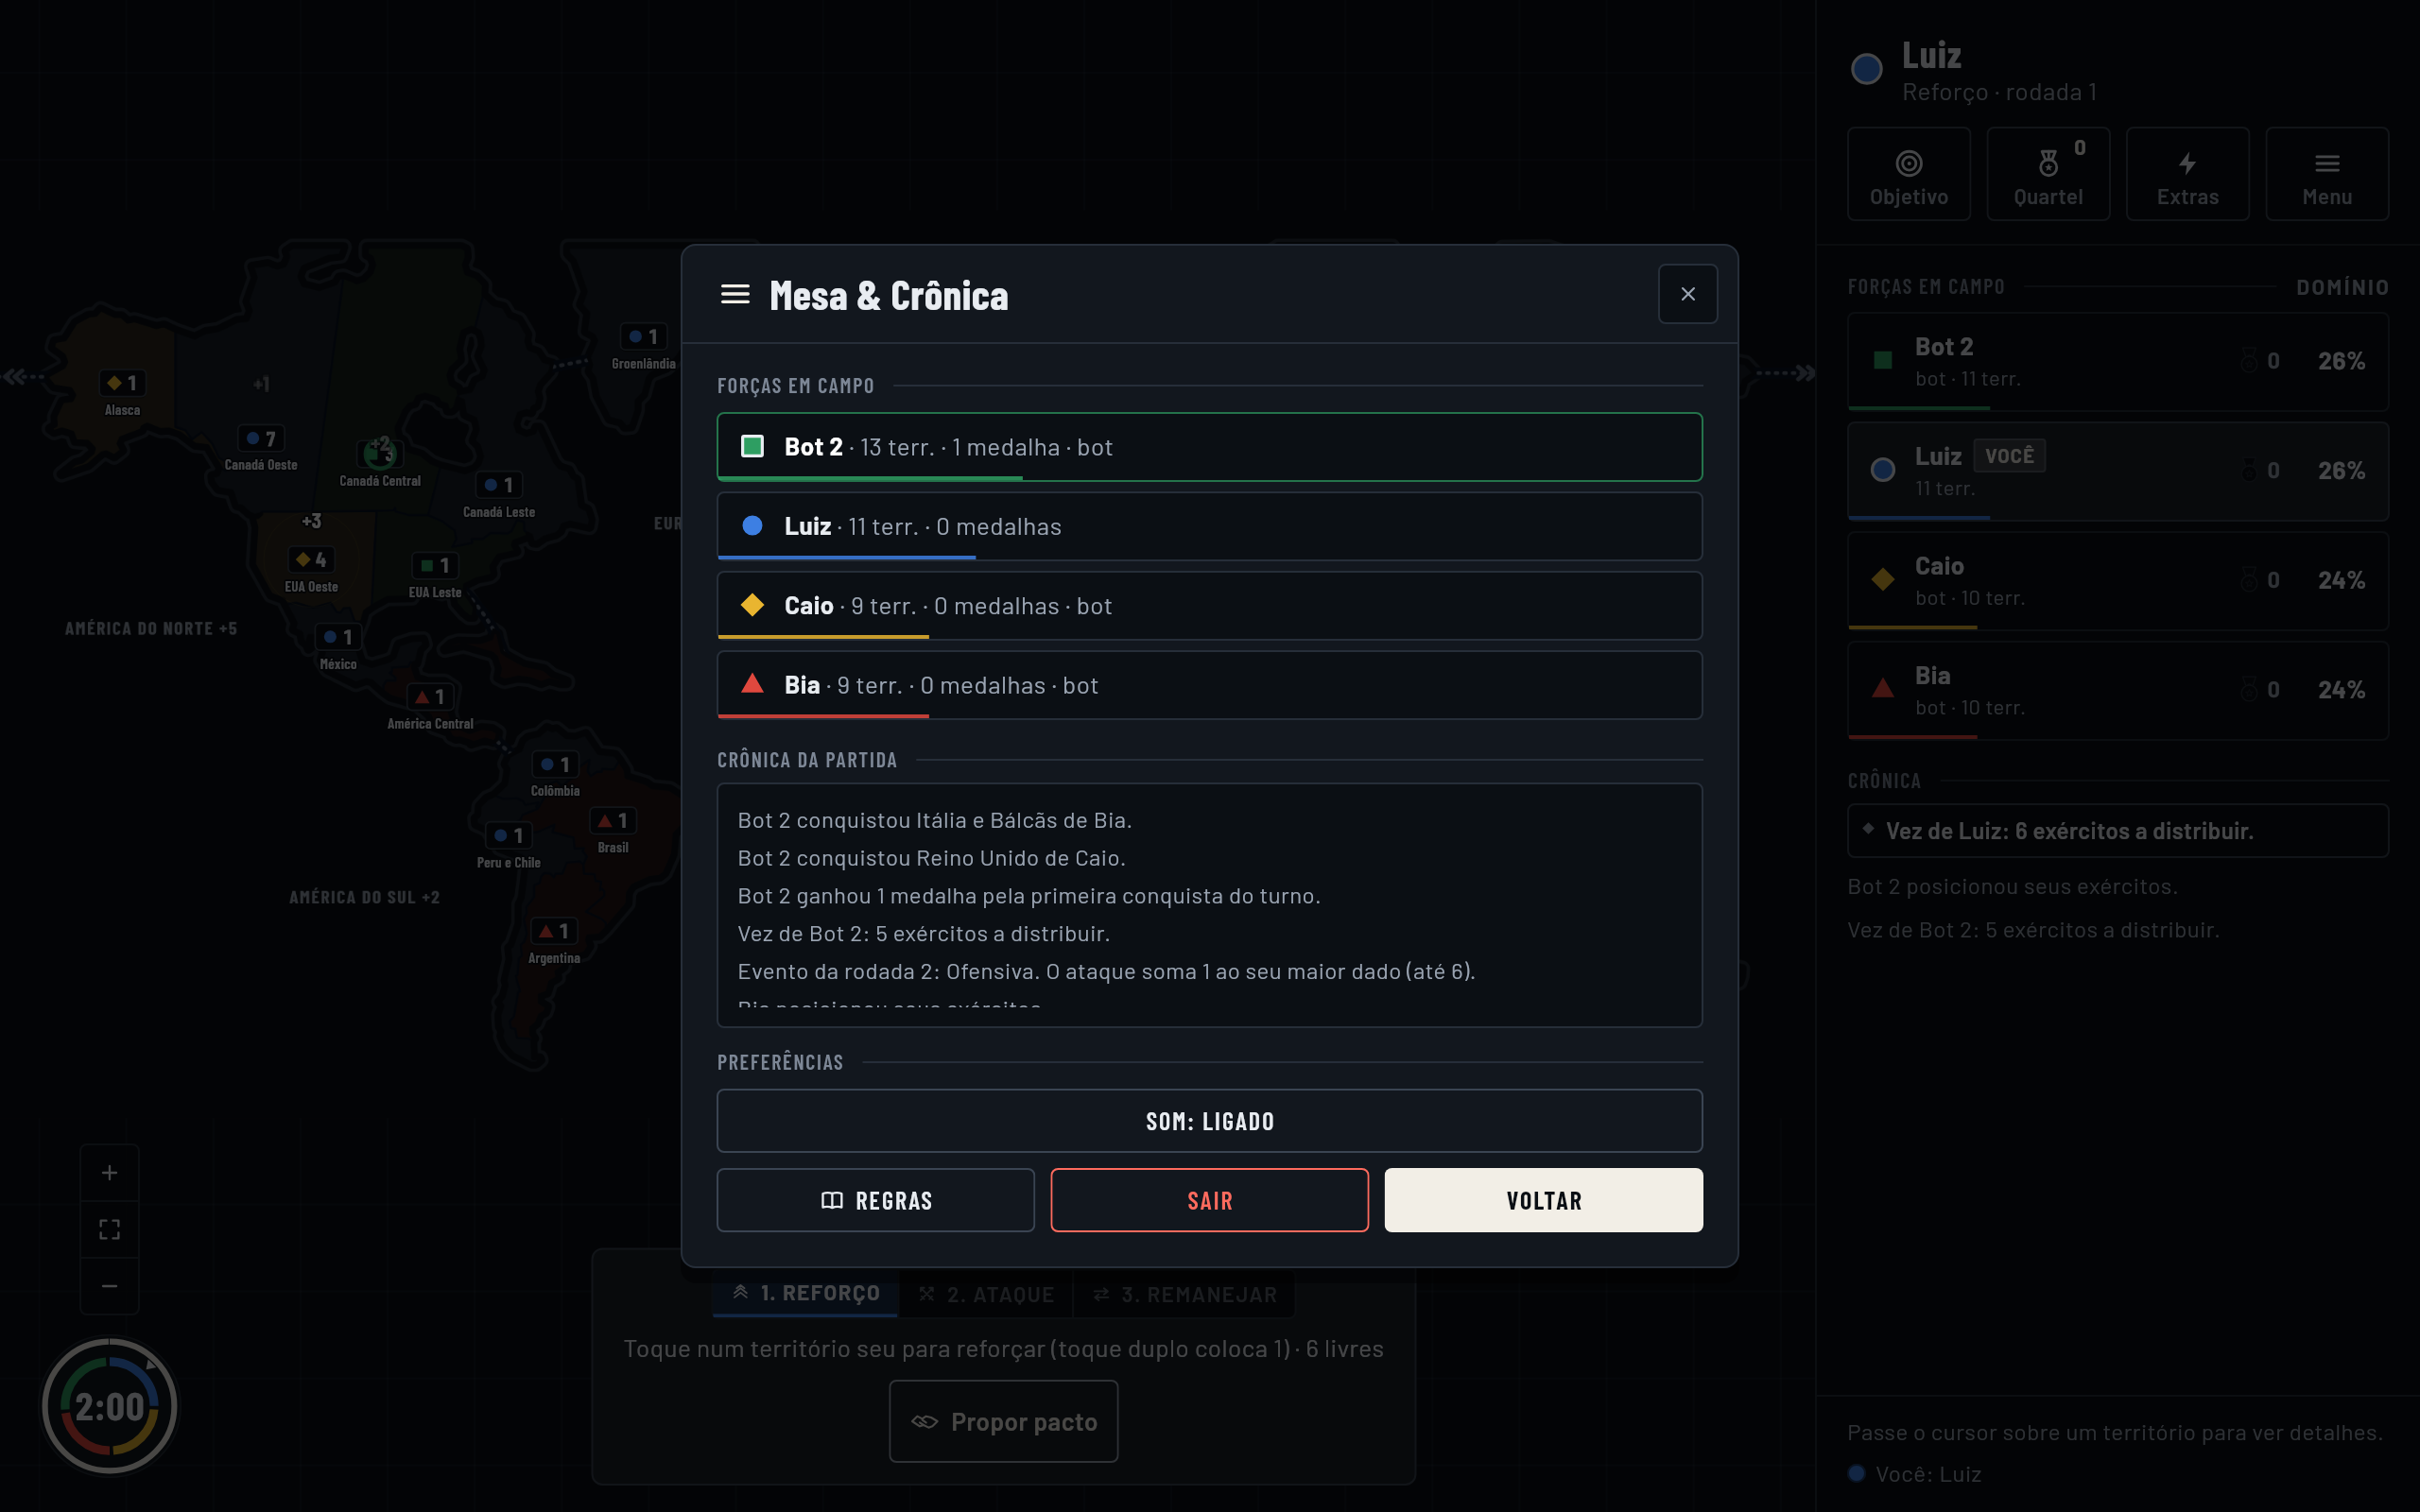 Luiz
Reforço · rodada 1
Objetivo
0
Quartel
Extras
Menu
FORÇAS EM CAMPO
DOMÍNIO
Bot 2
bot · 11 terr.
0
26%
Luiz
VOCÊ
11 terr.
0
26%
Caio
bot · 10 terr.
0
24%
Bia
bot · 10 terr.
0
24%
CRÔNICA
Vez de Luiz: 6 exércitos a distribuir.
Bot 2 posicionou seus exércitos.
Vez de Bot 2: 5 exércitos a distribuir.
Passe o cursor sobre um território para ver detalhes.
Você: Luiz
Mesa & Crônica
FORÇAS EM CAMPO
Bot 2 · 13 terr. · 1 medalha · bot
Luiz · 11 terr. · 0 medalhas
Caio · 9 terr. · 0 medalhas · bot
Bia · 9 terr. · 0 medalhas · bot
CRÔNICA DA PARTIDA
Bot 2 conquistou Itália e Bálcãs de Bia.
Bot 2 conquistou Reino Unido de Caio.
Bot 2 ganhou 1 medalha pela primeira conquista do turno.
Vez de Bot 2: 5 exércitos a distribuir.
Evento da rodada 2: Ofensiva. O ataque soma 1 ao seu maior dado (até 6).
Bia posicionou seus exércitos.
PREFERÊNCIAS
SOM: LIGADO
REGRAS
SAIR
VOLTAR
1
Groenlândia
1
Alasca
+1
7
Canadá Oeste
+2
3
Canadá Central
1
Canadá Leste
EUR
+3
4
EUA Oeste
1
EUA Leste
AMÉRICA DO NORTE +5
1
México
1
América Central
1
Colômbia
1
Brasil
1
Peru e Chile
AMÉRICA DO SUL +2
1
Argentina
+
−
2:00
1. REFORÇO
2. ATAQUE
3. REMANEJAR
Toque num território seu para reforçar (toque duplo coloca 1) · 6 livres
Propor pacto